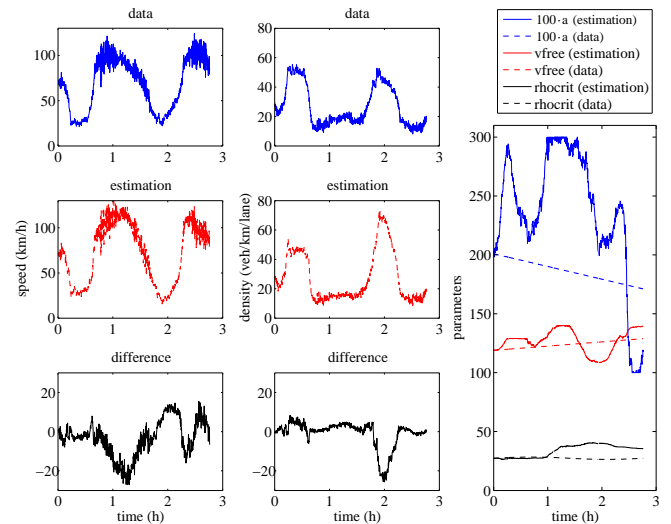 data
data
100·a (estimation)
100·a (data)
vfree (estimation)
vfree (data)
rhocrit (estimation)
rhocrit (data)
100
50
0
0 1 2 3
80
60
40
20
0
0 1 2 3
estimation
estimation
speed (km/h)
100
50
0
0 1 2 3
density (veh/km/lane)
80
60
40
20
0
0 1 2 3
difference
difference
20
0
−20
0 1 2 3
time (h)
20
0
−20
0 1 2 3
time (h)
parameters
300
250
200
150
100
50
0
0 1 2 3
time (h)